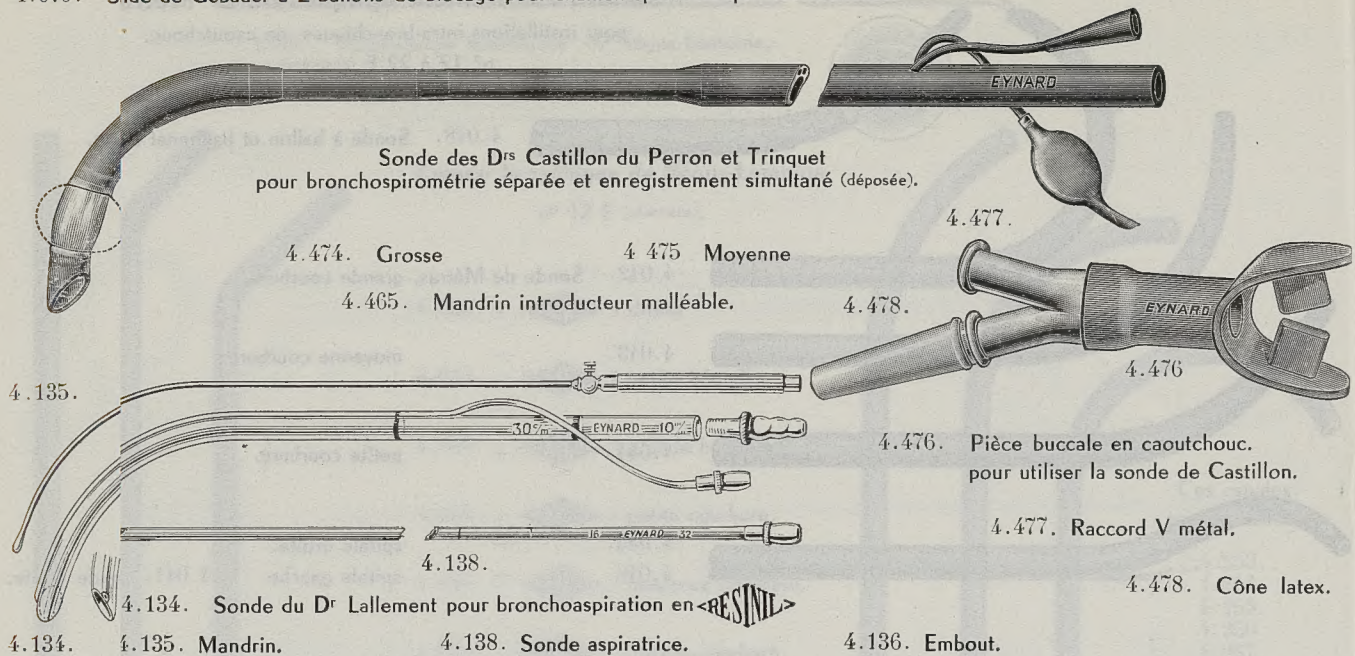 EYNARD
Sonde des Drs Castillon du Perron et Trinquet
pour bronchospirométrie séparée et enregistrement simultané (déposée).
4.477.
4.474. Grosse
4 475 Moyenne
4.465. Mandrin introducteur malléable.
4.478.
EYNARD
4.476
4.135.
30 c/m EYNARD 10 m/m
4.476. Pièce buccale en caoutchouc.
pour utiliser la sonde de Castillon.
4.477. Raccord V métal.
16 EYNARD 32
4.138.
4.478. Cône latex.
4.134. Sonde du Dr Lallement pour bronchoaspiration en <RESINIL>
4.134.
4.135. Mandrin.
4.138. Sonde aspiratrice.
4.136. Embout.